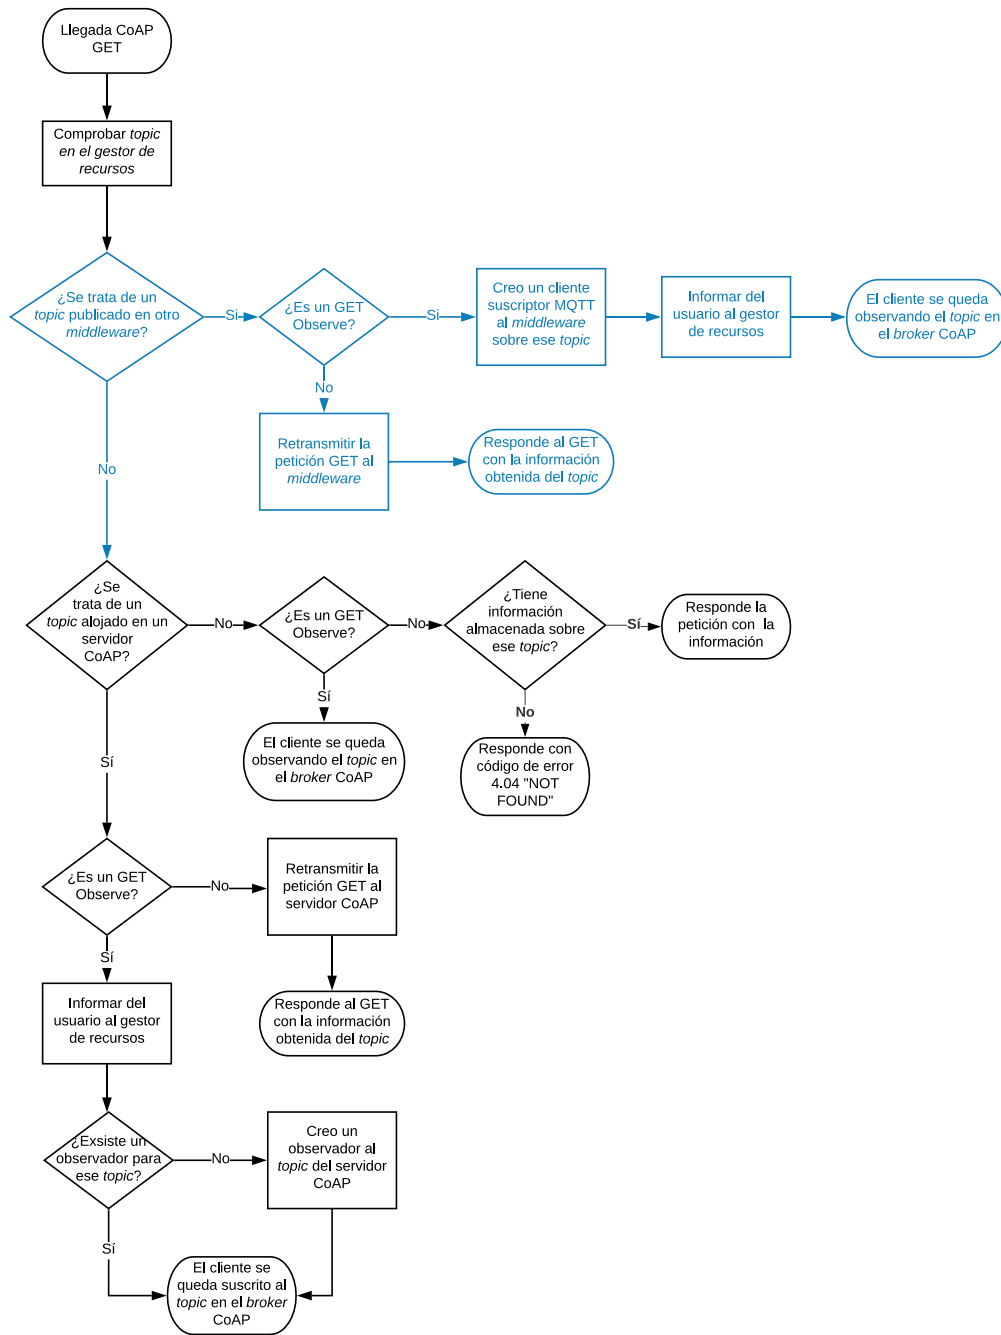 Llegada CoAP
GET
Comprobar topic
en el gestor de
recursos
¿Se trata de un
topic publicado en otro
middleware?
Si
¿Es un GET
Observe?
Si
Creo un cliente
suscriptor MQTT
al middleware
sobre ese topic
Informar del
usuario al gestor
de recursos
El cliente se queda
observando el topic en
el broker CoAP
No
Retransmitir la
petición GET al
middleware
Responde al GET
con la información
obtenida del topic
No
¿Se
trata de un
topic alojado en un
servidor
CoAP?
No
¿Es un GET
Observe?
No
¿Tiene
información
almacenada sobre
ese topic?
Sí
Responde la
petición con la
información
Sí
El cliente se queda
observando el topic en
el broker CoAP
No
Responde con
código de error
4.04 "NOT
FOUND"
Sí
¿Es un GET
Observe?
No
Retransmitir la
petición GET al
servidor CoAP
Responde al GET
con la información
obtenida del topic
Sí
Informar del
usuario al gestor
de recursos
¿Exsiste un
observador para
ese topic?
No
Creo un
observador al
topic del servidor
CoAP
Sí
El cliente se
queda suscrito al
topic en el broker
CoAP